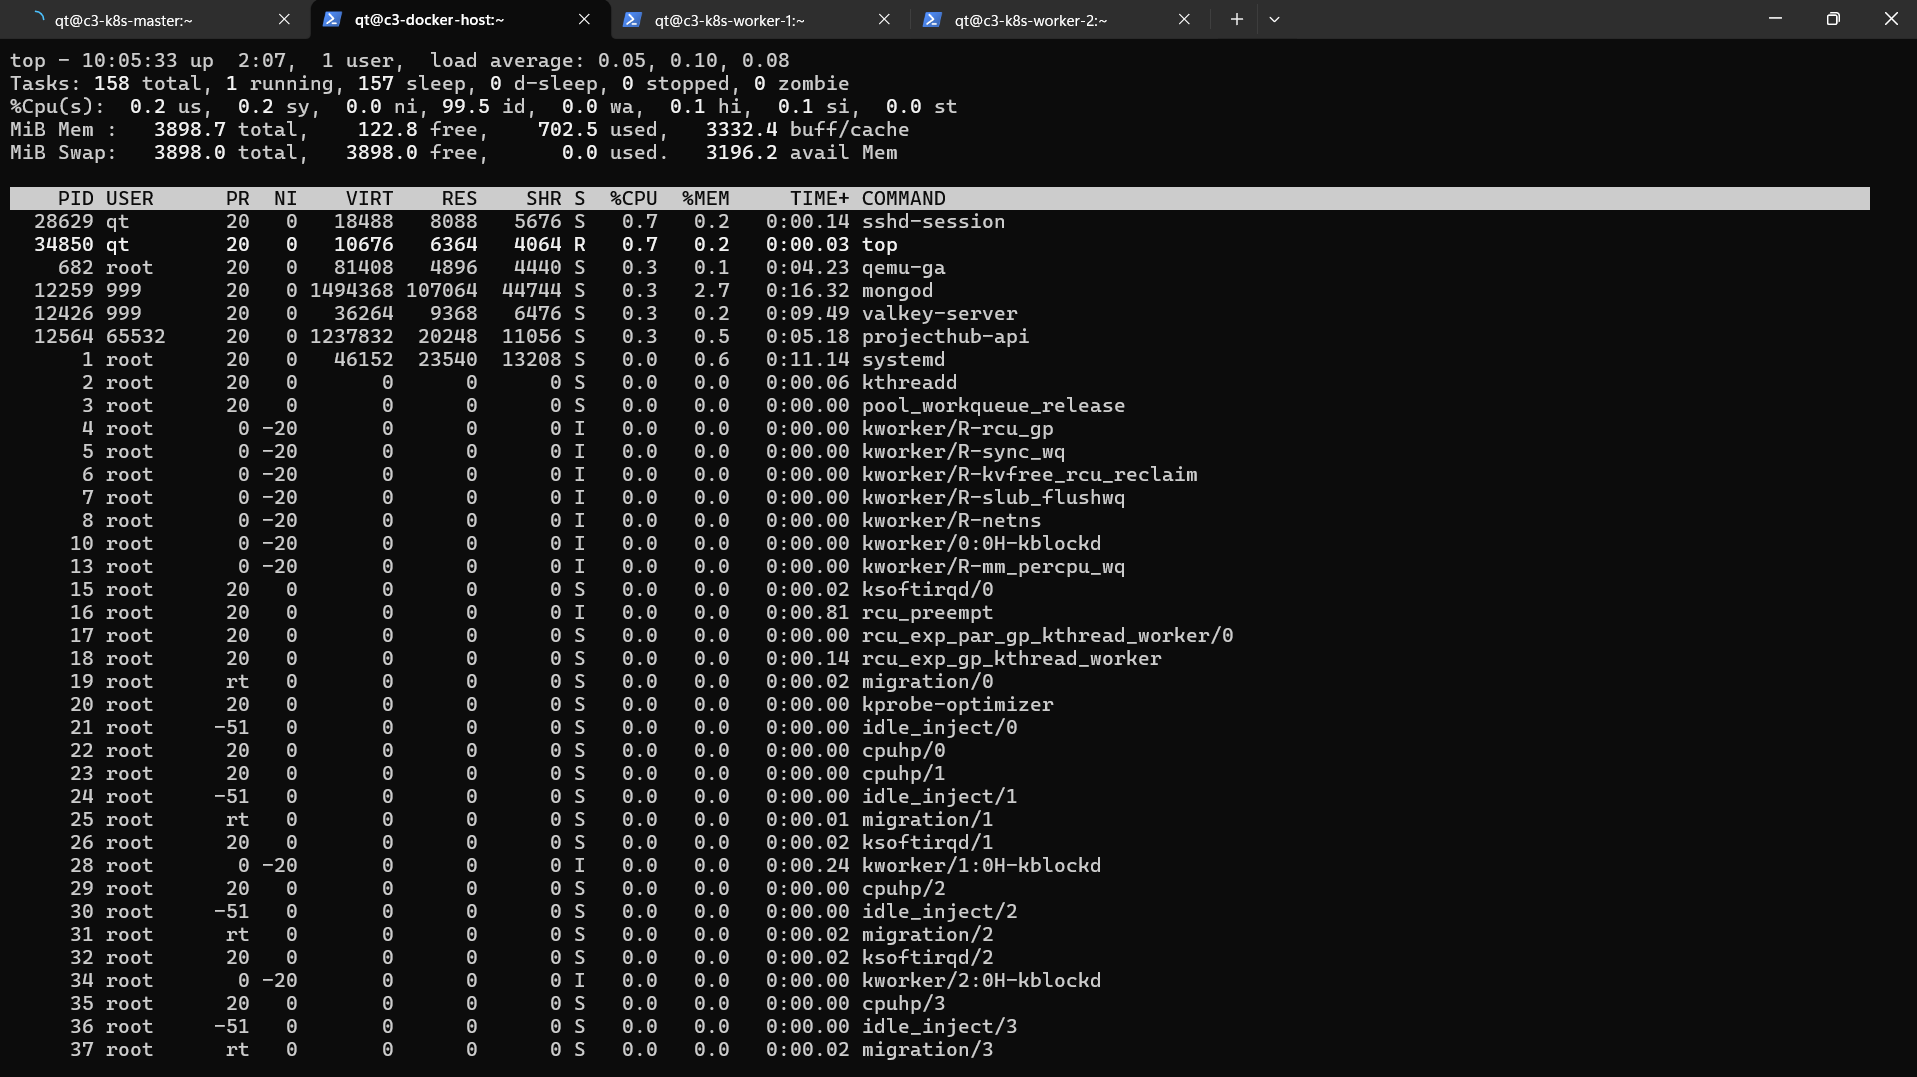 qt@c3-k8s-master:~ qt@c3-docker-host:~ qt@c3-k8s-worker-1:~ qt@c3-k8s-worker-2:~
top - 10:05:33 up  2:07,  1 user,  load average: 0.05, 0.10, 0.08
Tasks: 158 total, 1 running, 157 sleep, 0 d-sleep, 0 stopped, 0 zombie
%Cpu(s):  0.2 us,  0.2 sy,  0.0 ni, 99.5 id,  0.0 wa,  0.1 hi,  0.1 si,  0.0 st
MiB Mem :   3898.7 total,    122.8 free,    702.5 used,   3332.4 buff/cache
MiB Swap:   3898.0 total,   3898.0 free,      0.0 used.   3196.2 avail Mem
PID USER PR NI VIRT RES SHR S %CPU %MEM TIME+ COMMAND
28629 qt 20 0 18488 8088 5676 S 0.7 0.2 0:00.14 sshd-session
34850 qt 20 0 10676 6364 4064 R 0.7 0.2 0:00.03 top
682 root 20 0 81408 4896 4440 S 0.3 0.1 0:04.23 qemu-ga
12259 999 20 0 1494368 107064 44744 S 0.3 2.7 0:16.32 mongod
12426 999 20 0 36264 9368 6476 S 0.3 0.2 0:09.49 valkey-server
12564 65532 20 0 1237832 20248 11056 S 0.3 0.5 0:05.18 projecthub-api
1 root 20 0 46152 23540 13208 S 0.0 0.6 0:11.14 systemd
2 root 20 0 0 0 0 S 0.0 0.0 0:00.06 kthreadd
3 root 20 0 0 0 0 S 0.0 0.0 0:00.00 pool_workqueue_release
4 root 0 -20 0 0 0 I 0.0 0.0 0:00.00 kworker/R-rcu_gp
5 root 0 -20 0 0 0 I 0.0 0.0 0:00.00 kworker/R-sync_wq
6 root 0 -20 0 0 0 I 0.0 0.0 0:00.00 kworker/R-kvfree_rcu_reclaim
7 root 0 -20 0 0 0 I 0.0 0.0 0:00.00 kworker/R-slub_flushwq
8 root 0 -20 0 0 0 I 0.0 0.0 0:00.00 kworker/R-netns
10 root 0 -20 0 0 0 I 0.0 0.0 0:00.00 kworker/0:0H-kblockd
13 root 0 -20 0 0 0 I 0.0 0.0 0:00.00 kworker/R-mm_percpu_wq
15 root 20 0 0 0 0 S 0.0 0.0 0:00.02 ksoftirqd/0
16 root 20 0 0 0 0 I 0.0 0.0 0:00.81 rcu_preempt
17 root 20 0 0 0 0 S 0.0 0.0 0:00.00 rcu_exp_par_gp_kthread_worker/0
18 root 20 0 0 0 0 S 0.0 0.0 0:00.14 rcu_exp_gp_kthread_worker
19 root rt 0 0 0 0 S 0.0 0.0 0:00.02 migration/0
20 root 20 0 0 0 0 S 0.0 0.0 0:00.00 kprobe-optimizer
21 root -51 0 0 0 0 S 0.0 0.0 0:00.00 idle_inject/0
22 root 20 0 0 0 0 S 0.0 0.0 0:00.00 cpuhp/0
23 root 20 0 0 0 0 S 0.0 0.0 0:00.00 cpuhp/1
24 root -51 0 0 0 0 S 0.0 0.0 0:00.00 idle_inject/1
25 root rt 0 0 0 0 S 0.0 0.0 0:00.01 migration/1
26 root 20 0 0 0 0 S 0.0 0.0 0:00.02 ksoftirqd/1
28 root 0 -20 0 0 0 I 0.0 0.0 0:00.24 kworker/1:0H-kblockd
29 root 20 0 0 0 0 S 0.0 0.0 0:00.00 cpuhp/2
30 root -51 0 0 0 0 S 0.0 0.0 0:00.00 idle_inject/2
31 root rt 0 0 0 0 S 0.0 0.0 0:00.02 migration/2
32 root 20 0 0 0 0 S 0.0 0.0 0:00.02 ksoftirqd/2
34 root 0 -20 0 0 0 I 0.0 0.0 0:00.00 kworker/2:0H-kblockd
35 root 20 0 0 0 0 S 0.0 0.0 0:00.00 cpuhp/3
36 root -51 0 0 0 0 S 0.0 0.0 0:00.00 idle_inject/3
37 root rt 0 0 0 0 S 0.0 0.0 0:00.02 migration/3